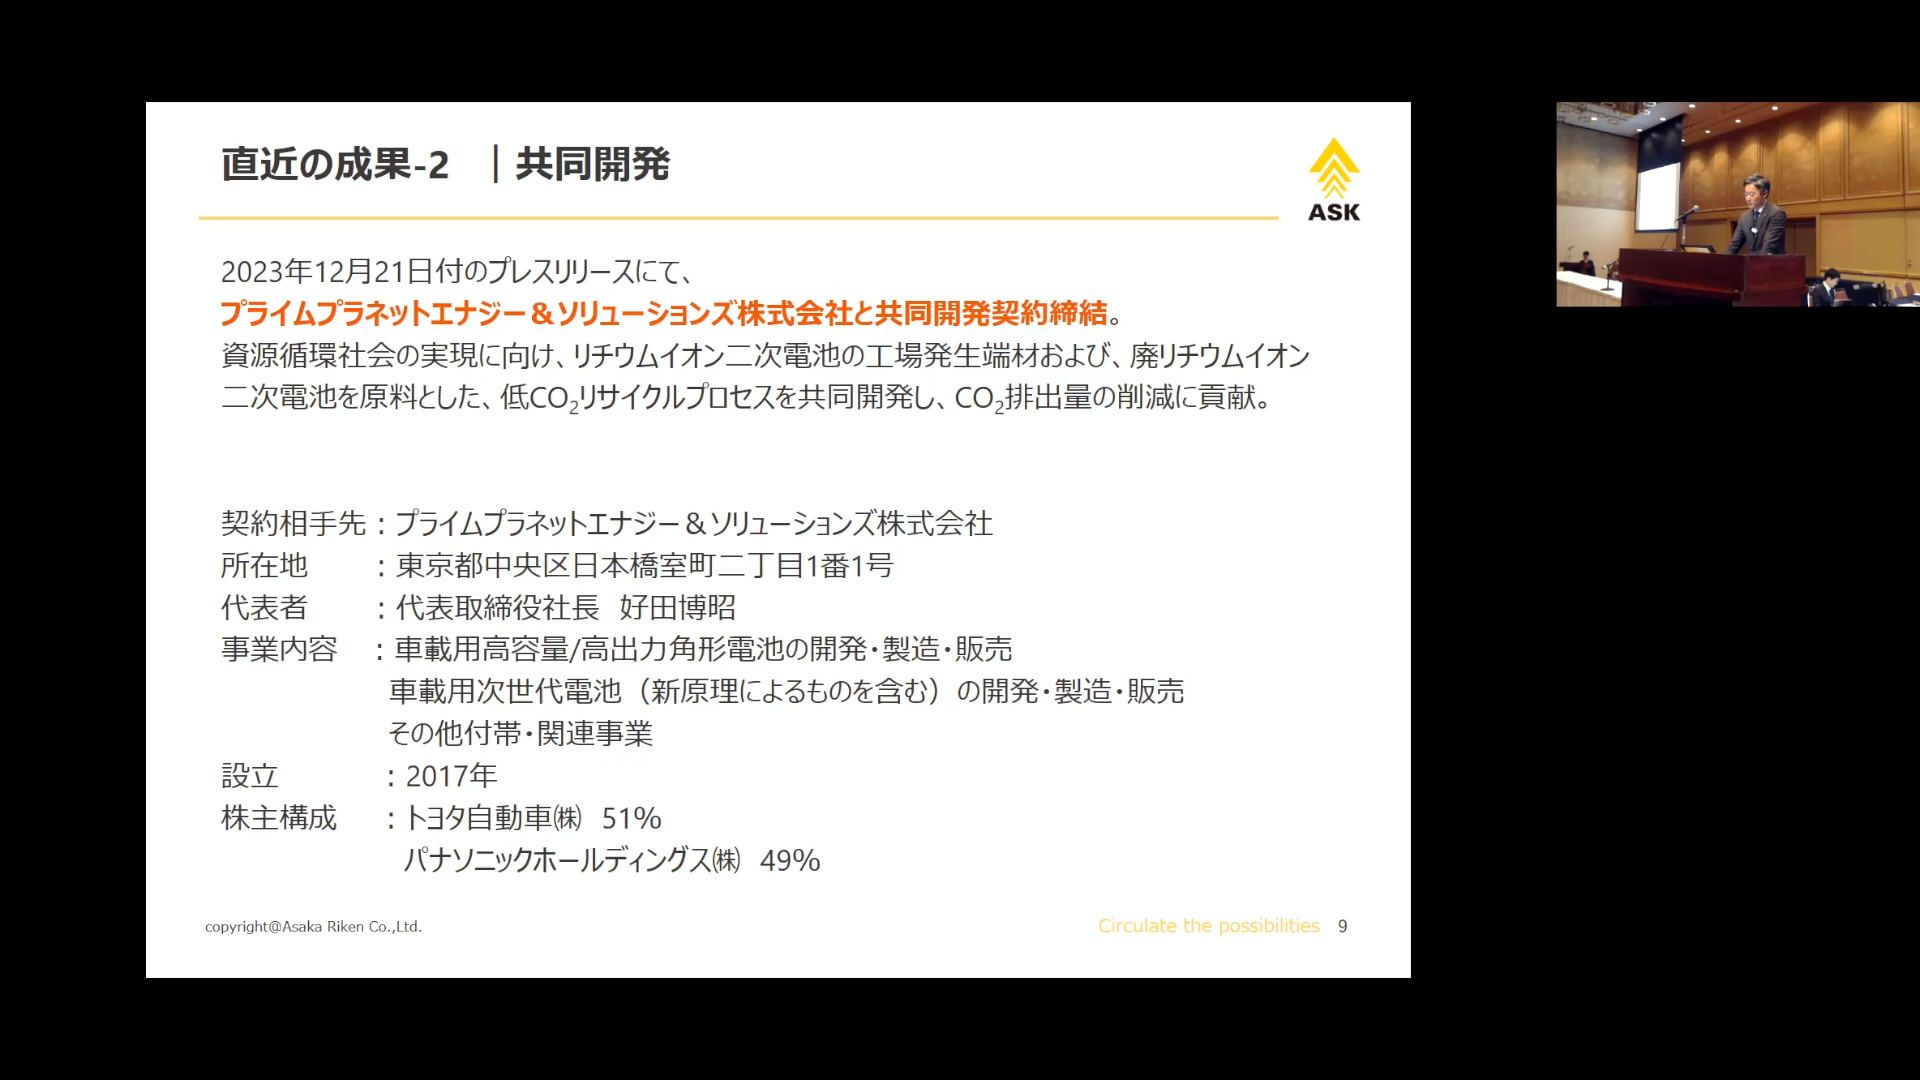 直近の成果-2 ｜共同開発
ASK
2023年12月21日付のプレスリリースにて、
プライムプラネットエナジー＆ソリューションズ株式会社と共同開発契約締結。
資源循環社会の実現に向け、リチウムイオン二次電池の工場発生端材および、廃リチウムイオン
二次電池を原料とした、低CO₂リサイクルプロセスを共同開発し、CO₂排出量の削減に貢献。
契約相手先：プライムプラネットエナジー＆ソリューションズ株式会社
所在地 ：東京都中央区日本橋室町二丁目1番1号
代表者 ：代表取締役社長 好田博昭
事業内容 ：車載用高容量/高出力角形電池の開発・製造・販売
車載用次世代電池（新原理によるものを含む）の開発・製造・販売
その他付帯・関連事業
設立 ：2017年
株主構成 ：トヨタ自動車㈱ 51%
パナソニックホールディングス㈱ 49%
copyright@Asaka Riken Co.,Ltd.
Circulate the possibilities 9